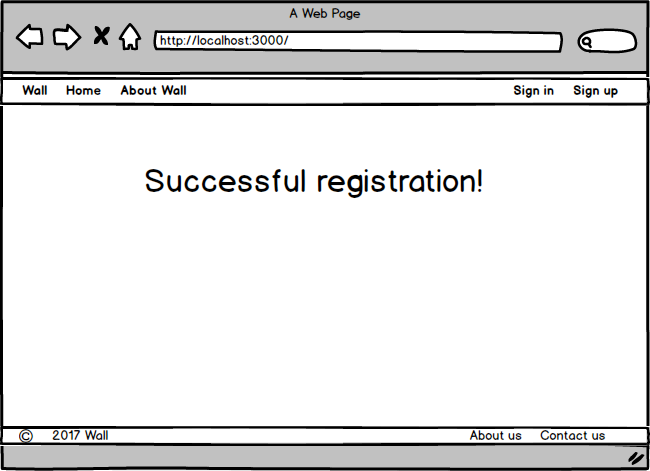 A Web Page
http://localhost:3000/
Wall Home About Wall Sign in Sign up
Successful registration!
© 2017 Wall About us Contact us